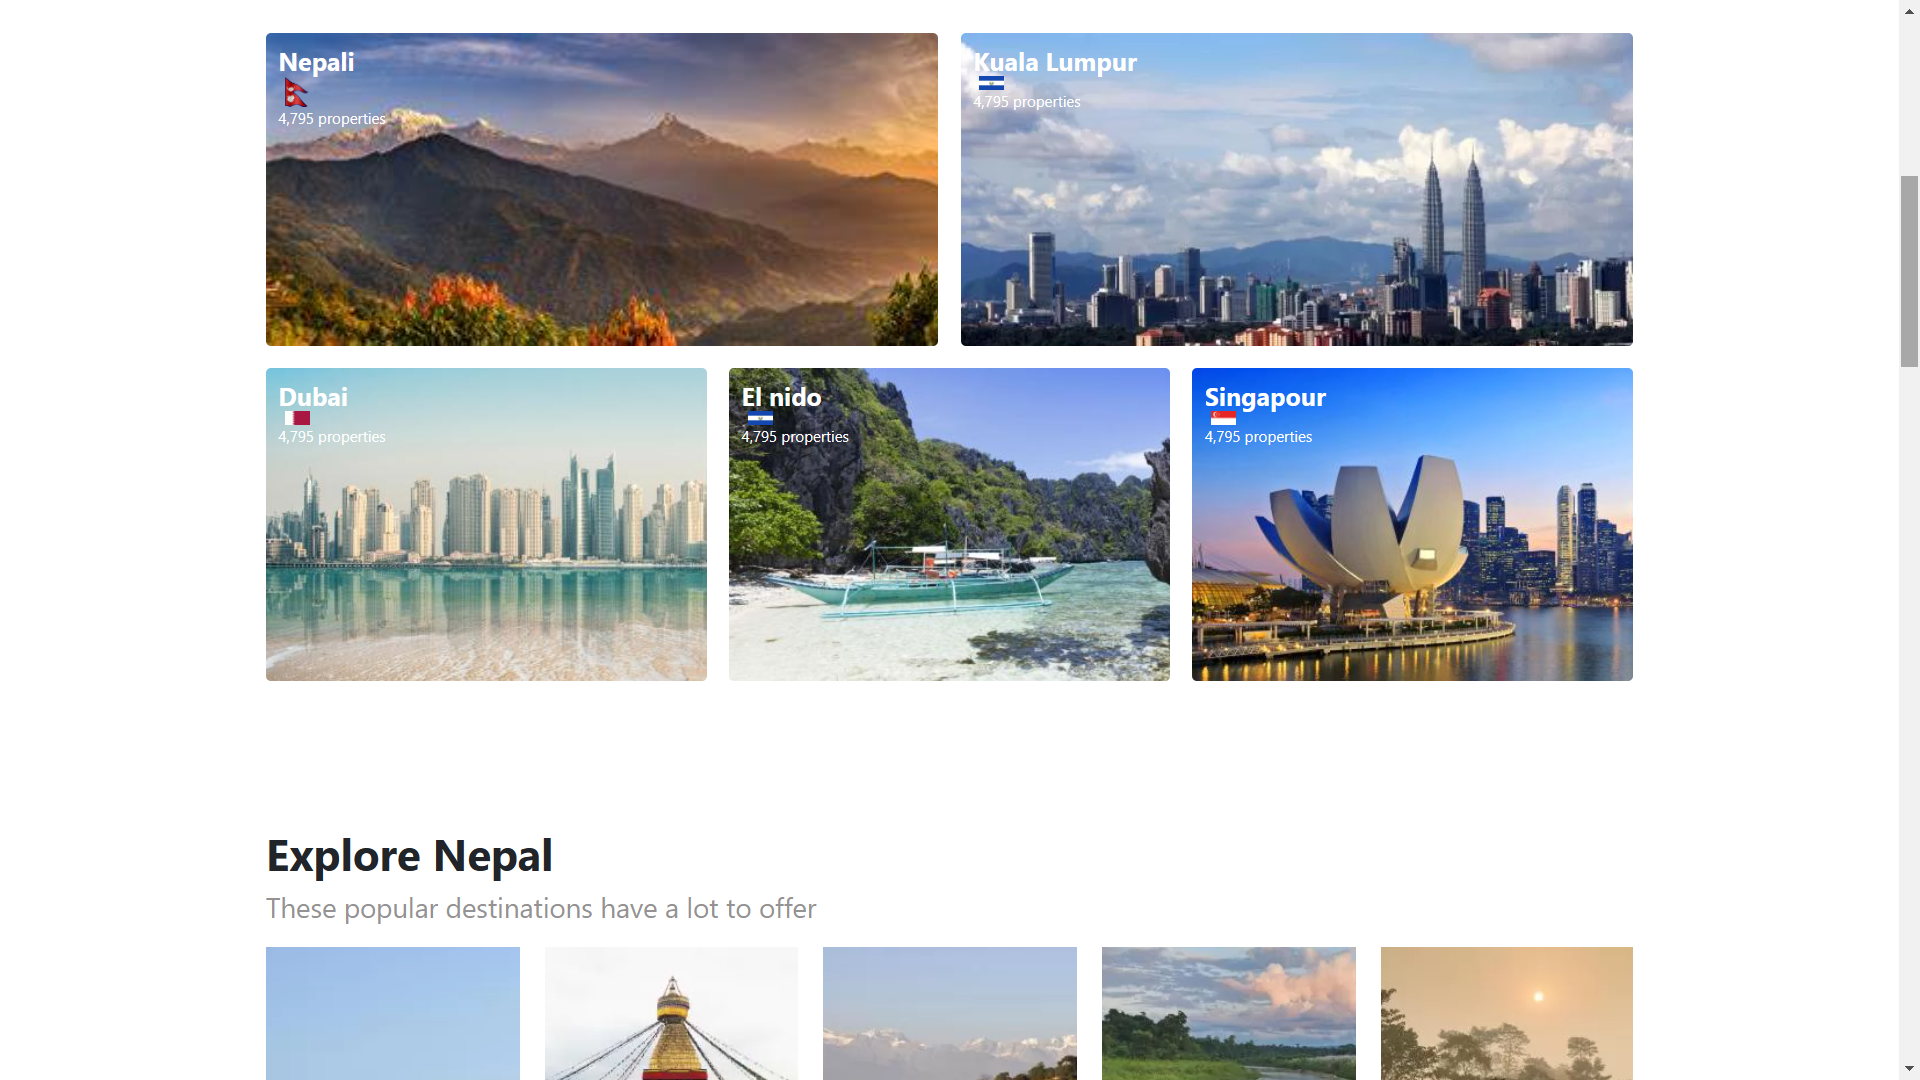 Nepali
4,795 properties
Kuala Lumpur
4,795 properties
Dubai
4,795 properties
El nido
4,795 properties
Singapour
4,795 properties
Explore Nepal
These popular destinations have a lot to offer